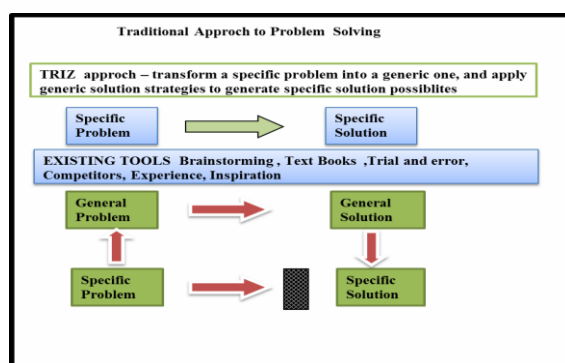 Traditional Approch to Problem Solving
TRIZ approch – transform a specific problem into a generic one, and apply
generic solution strategies to generate specific solution possiblites
Specific
Problem
Specific
Solution
EXISTING TOOLS Brainstorming , Text Books ,Trial and error,
Competitors, Experience, Inspiration
General
Problem
General
Solution
Specific
Problem
Specific
Solution